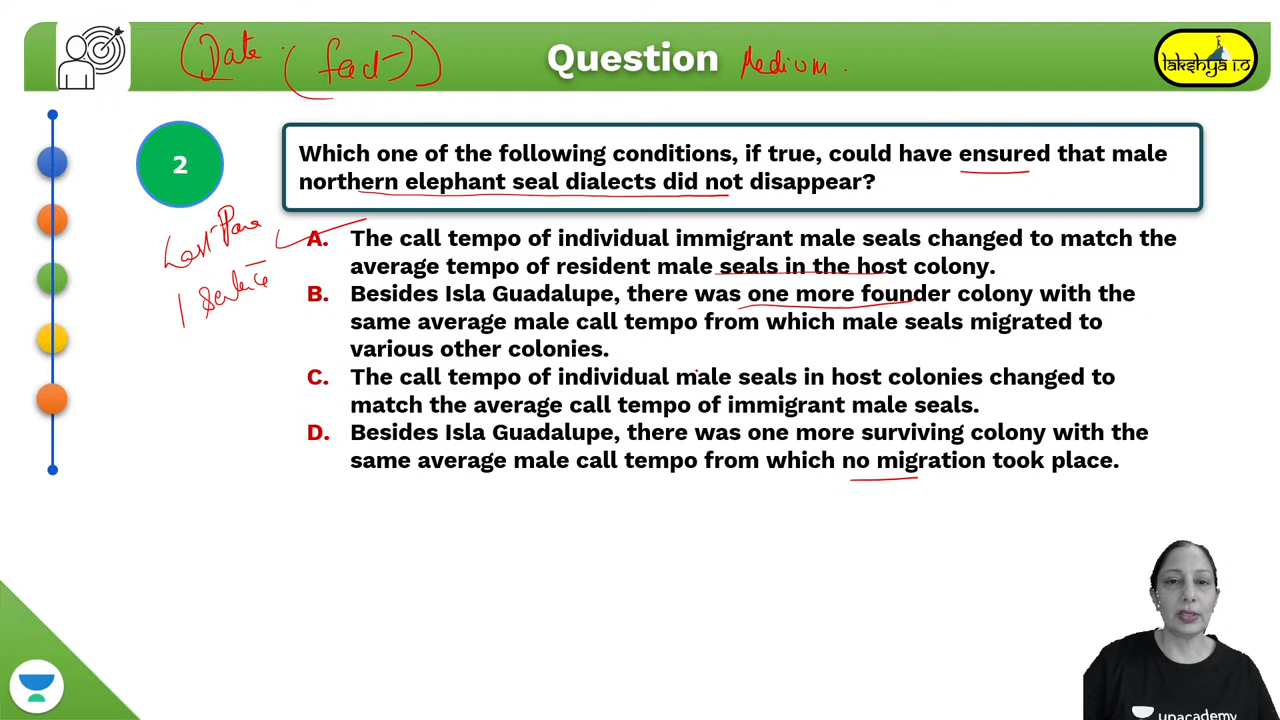 (Date (fact))
Question
Medium.
lakshya 1.0
2
Which one of the following conditions, if true, could have ensured that male
northern elephant seal dialects did not disappear?
Last Para
1 Sentence
A. The call tempo of individual immigrant male seals changed to match the
average tempo of resident male seals in the host colony.
B. Besides Isla Guadalupe, there was one more founder colony with the
same average male call tempo from which male seals migrated to
various other colonies.
C. The call tempo of individual male seals in host colonies changed to
match the average call tempo of immigrant male seals.
D. Besides Isla Guadalupe, there was one more surviving colony with the
same average male call tempo from which no migration took place.
unacademy